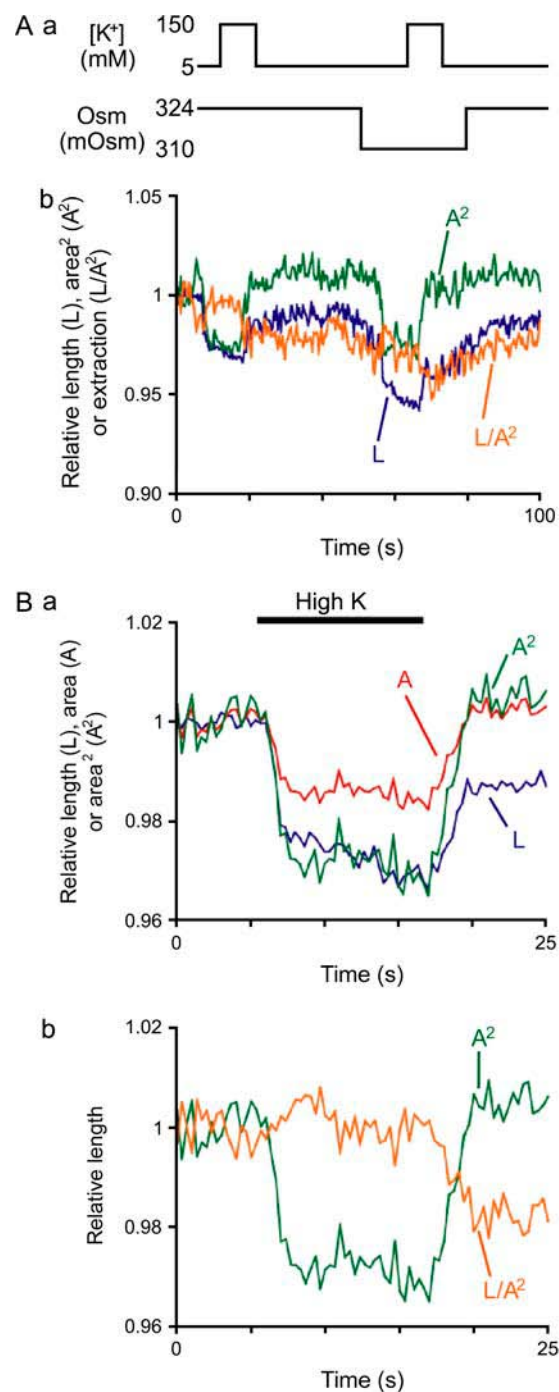 A a
[K⁺]
(mM)
150
5
Osm
(mOsm)
324
310
b
Relative length (L), area² (A²)
or extraction (L/A²)
1.05
1
0.95
0.90
A²
L
L/A²
0
100
Time (s)
B a
High K
Relative length (L), area (A)
or area² (A²)
1.02
1
0.98
0.96
A
A²
L
0
25
Time (s)
b
Relative length
1.02
1
0.98
0.96
A²
L/A²
0
25
Time (s)